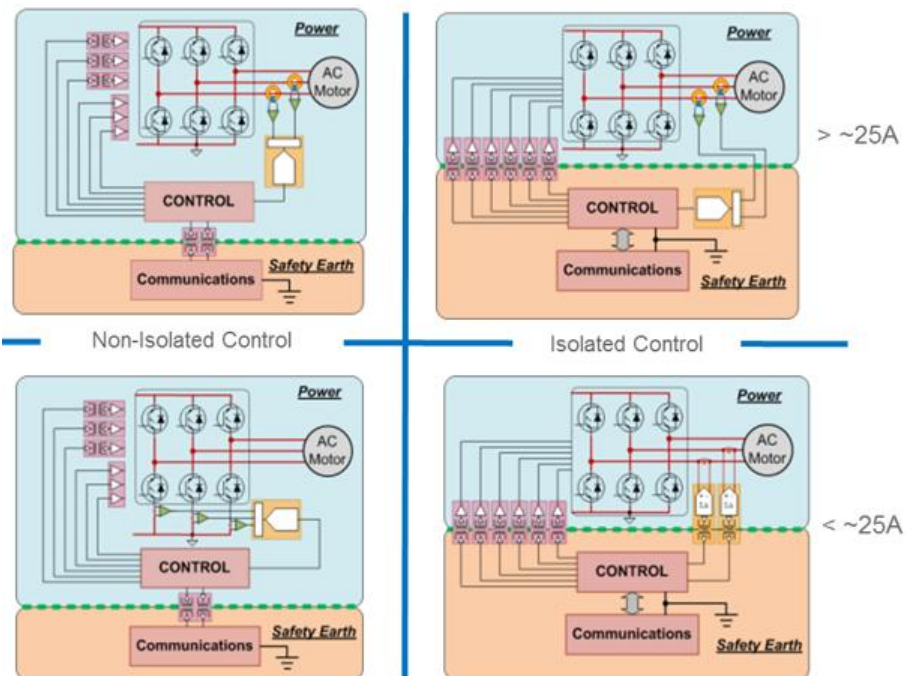 Power
AC
Motor
CONTROL
Safety Earth
Communications
Power
AC
Motor
> ~25A
CONTROL
Communications
Safety Earth
Non-Isolated Control
Isolated Control
Power
AC
Motor
CONTROL
Safety Earth
Communications
Power
AC
Motor
< ~25A
CONTROL
Communications
Safety Earth